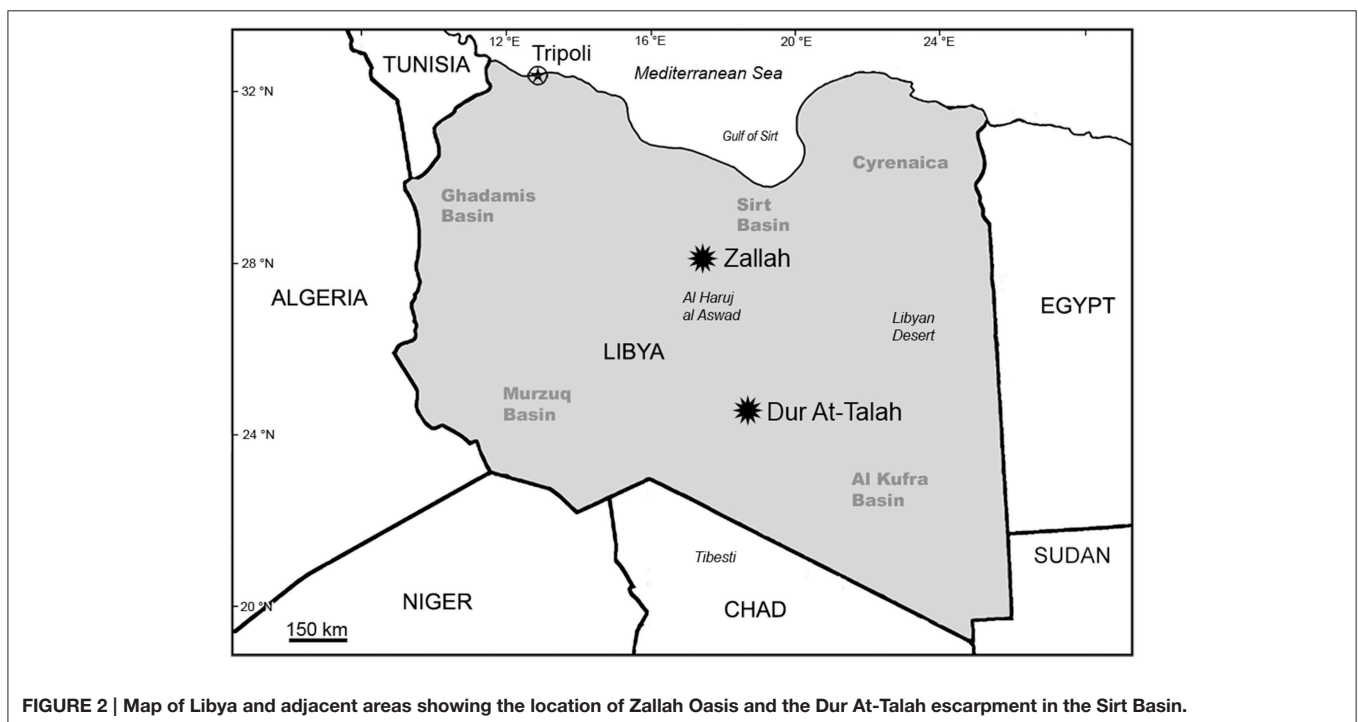 12 °E
16 °E
20 °E
24 °E
TUNISIA
Tripoli
Mediterranean Sea
32 °N
Gulf of Sirt
Cyrenaica
Ghadamis
Basin
Sirt
Basin
28 °N
Zallah
ALGERIA
Al Haruj
al Aswad
EGYPT
Libyan
Desert
LIBYA
Murzuq
Basin
Dur At-Talah
24 °N
Al Kufra
Basin
Tibesti
SUDAN
20 °N
NIGER
CHAD
150 km
FIGURE 2 | Map of Libya and adjacent areas showing the location of Zallah Oasis and the Dur At-Talah escarpment in the Sirt Basin.